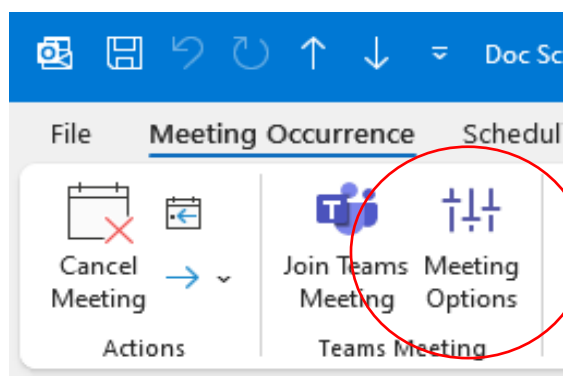 Doc Sc
File Meeting Occurrence Schedul
Cancel Meeting
Join Teams Meeting
Meeting Options
Actions
Teams Meeting